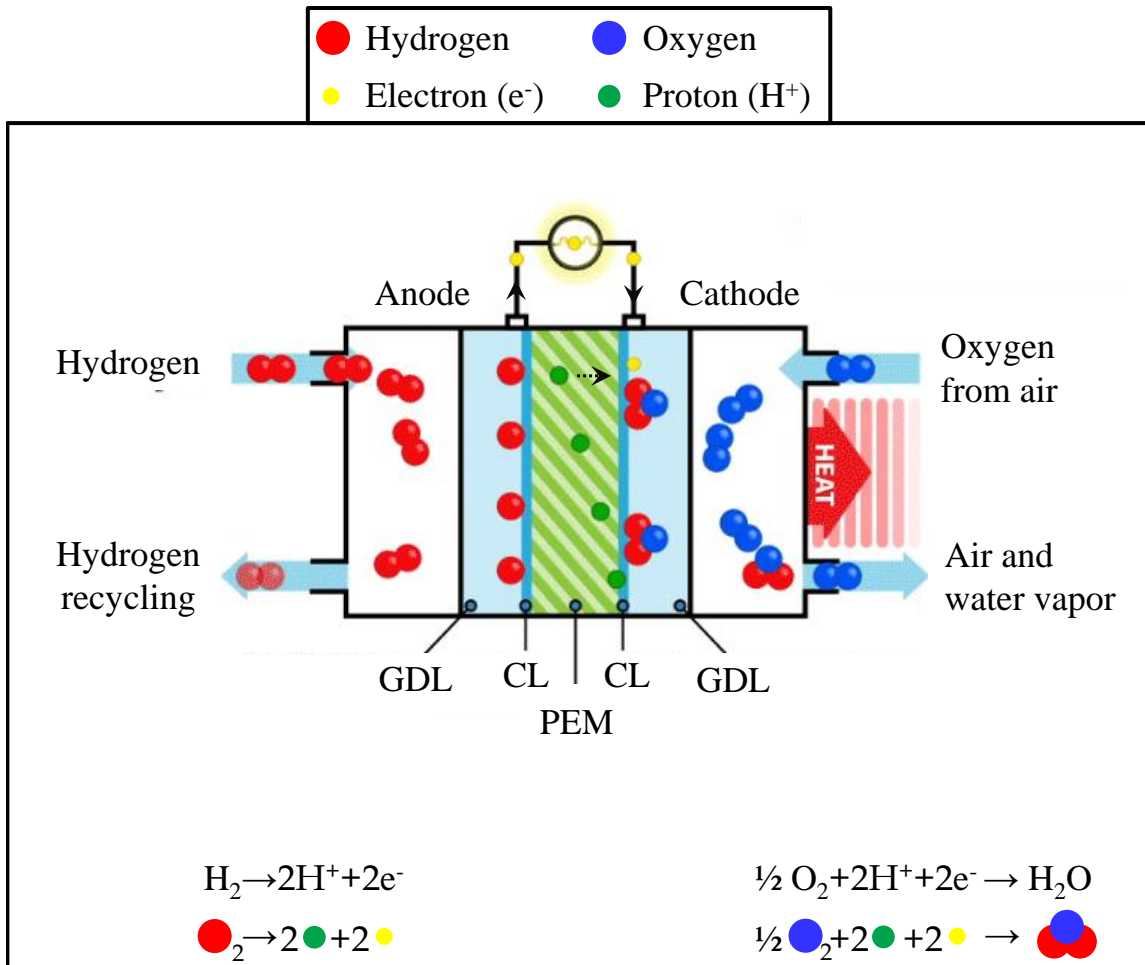 Hydrogen
Oxygen
Electron (e⁻)
Proton (H⁺)
Anode
Cathode
Hydrogen
Oxygen
from air
HEAT
Hydrogen
recycling
Air and
water vapor
GDL
CL
CL
GDL
PEM
H₂→2H⁺+2e⁻
½ O₂+2H⁺+2e⁻ → H₂O
₂→2 +2
½ ₂+2 +2 →